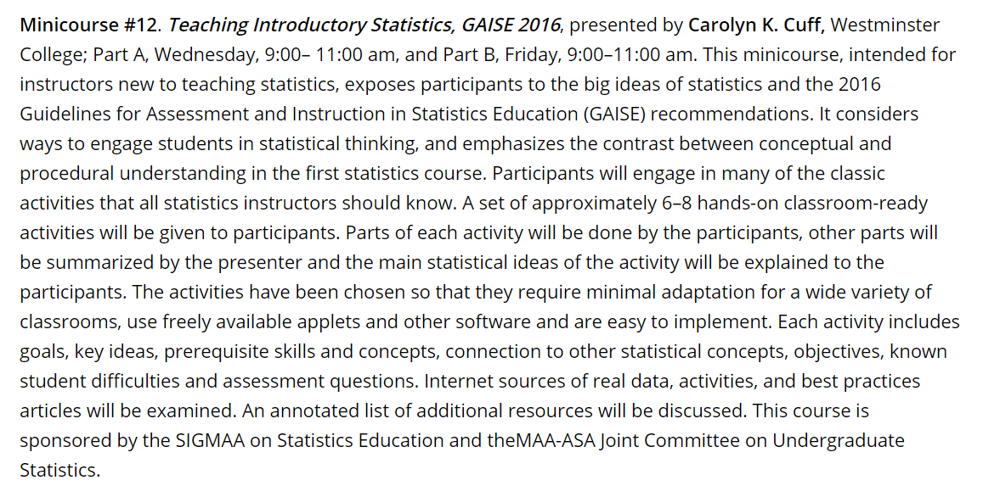 Minicourse #12. Teaching Introductory Statistics, GAISE 2016, presented by Carolyn K. Cuff, Westminster
College; Part A, Wednesday, 9:00– 11:00 am, and Part B, Friday, 9:00–11:00 am. This minicourse, intended for
instructors new to teaching statistics, exposes participants to the big ideas of statistics and the 2016
Guidelines for Assessment and Instruction in Statistics Education (GAISE) recommendations. It considers
ways to engage students in statistical thinking, and emphasizes the contrast between conceptual and
procedural understanding in the first statistics course. Participants will engage in many of the classic
activities that all statistics instructors should know. A set of approximately 6–8 hands-on classroom-ready
activities will be given to participants. Parts of each activity will be done by the participants, other parts will
be summarized by the presenter and the main statistical ideas of the activity will be explained to the
participants. The activities have been chosen so that they require minimal adaptation for a wide variety of
classrooms, use freely available applets and other software and are easy to implement. Each activity includes
goals, key ideas, prerequisite skills and concepts, connection to other statistical concepts, objectives, known
student difficulties and assessment questions. Internet sources of real data, activities, and best practices
articles will be examined. An annotated list of additional resources will be discussed. This course is
sponsored by the SIGMAA on Statistics Education and theMAA-ASA Joint Committee on Undergraduate
Statistics.